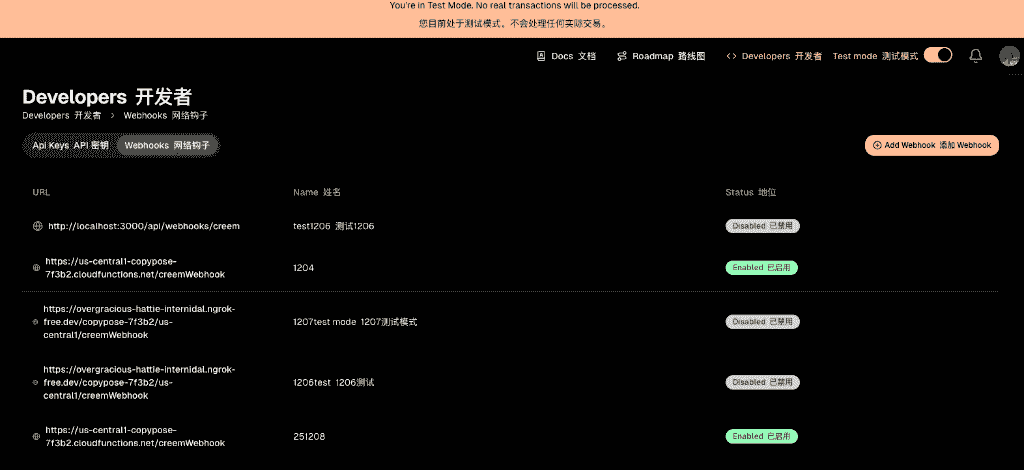 You're in Test Mode. No real transactions will be processed.
您目前处于测试模式。不会处理任何实际交易。
Docs 文档 Roadmap 路线图 <> Developers 开发者 Test mode 测试模式
Developers 开发者
Developers 开发者 > Webhooks 网络钩子
Api Keys API 密钥 Webhooks 网络钩子
Add Webhook 添加 Webhook
URL Name 姓名 Status 地位
http://localhost:3000/api/webhooks/creem test1206 测试1206 Disabled 已禁用
https://us-central1-copypose-
7f3b2.cloudfunctions.net/creemWebhook 1204 Enabled 已启用
https://overgracious-hattie-internidal.ngrok-
free.dev/copypose-7f3b2/us-
central1/creemWebhook 1207test mode 1207测试模式 Disabled 已禁用
https://overgracious-hattie-internidal.ngrok-
free.dev/copypose-7f3b2/us-
central1/creemWebhook 1206test 1206测试 Disabled 已禁用
https://us-central1-copypose-
7f3b2.cloudfunctions.net/creemWebhook 251208 Enabled 已启用